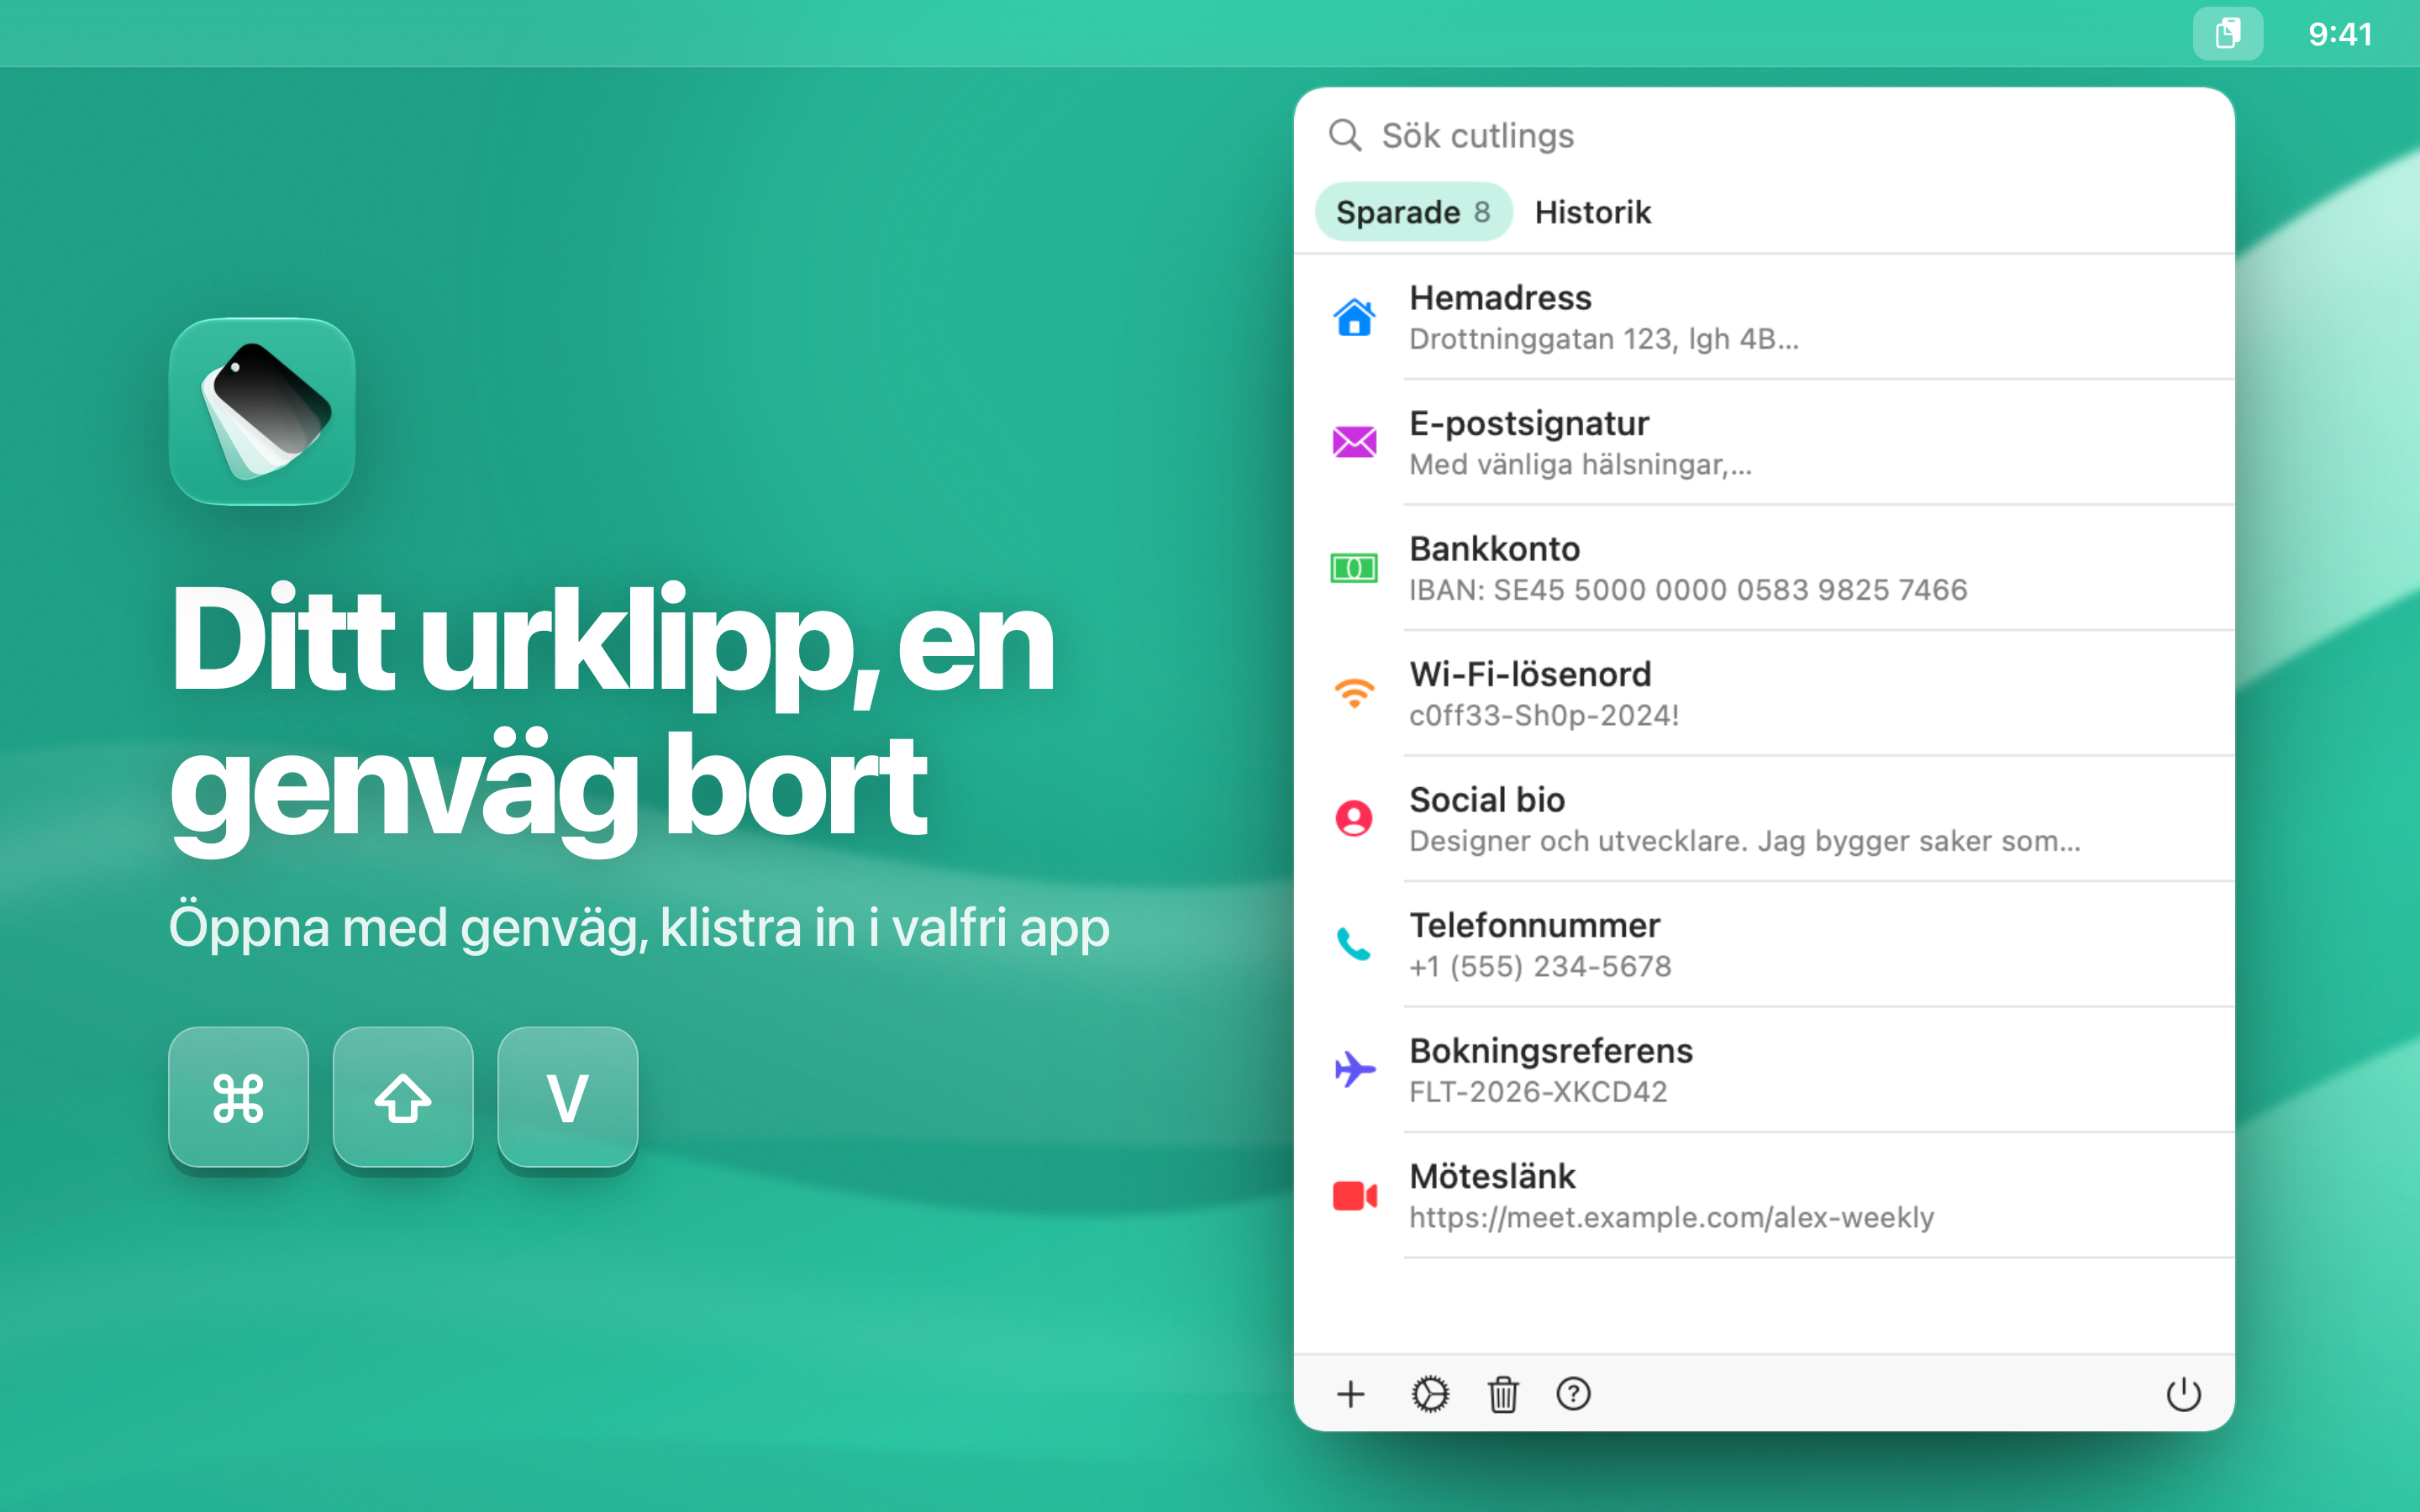 9:41
Ditt urklipp, en
genväg bort
Öppna med genväg, klistra in i valfri app
⌘ ⇧ V
Sök cutlings
Sparade 8 Historik
Hemadress
Drottninggatan 123, lgh 4B...
E-postsignatur
Med vänliga hälsningar,...
Bankkonto
IBAN: SE45 5000 0000 0583 9825 7466
Wi-Fi-lösenord
c0ff33-Sh0p-2024!
Social bio
Designer och utvecklare. Jag bygger saker som...
Telefonnummer
+1 (555) 234-5678
Bokningsreferens
FLT-2026-XKCD42
Möteslänk
https://meet.example.com/alex-weekly